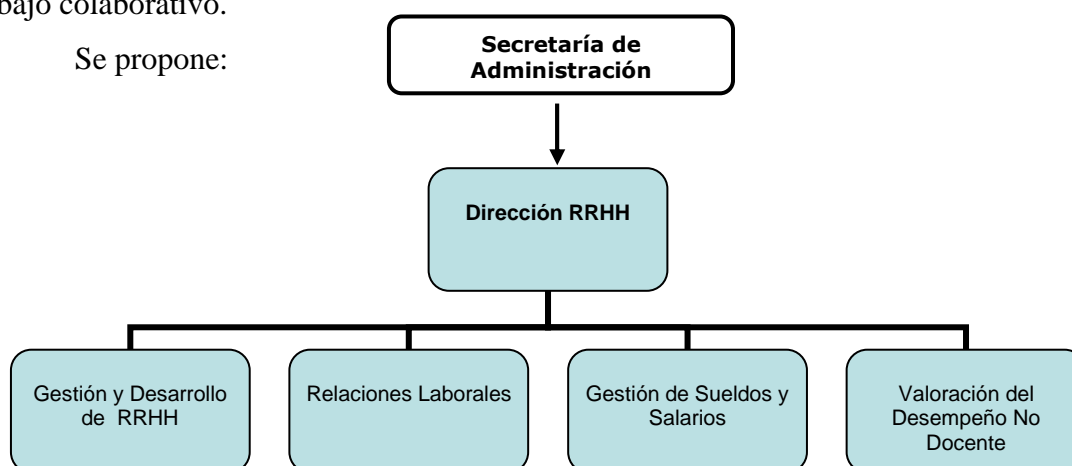 bajo colaborativo.
Se propone:
Secretaría de
Administración
Dirección RRHH
Gestión y Desarrollo
de RRHH
Relaciones Laborales
Gestión de Sueldos y
Salarios
Valoración del
Desempeño No
Docente